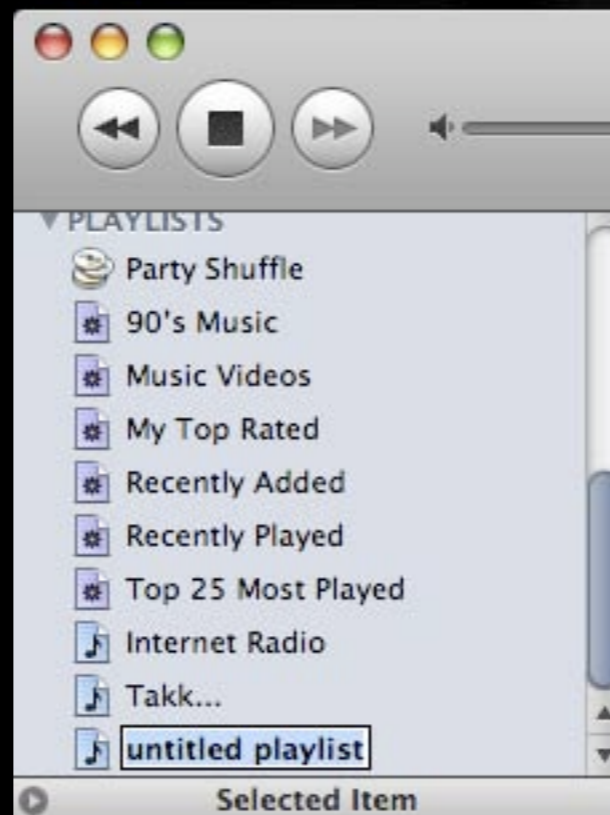 PLAYLISTS
Party Shuffle
90's Music
Music Videos
My Top Rated
Recently Added
Recently Played
Top 25 Most Played
Internet Radio
Takk...
untitled playlist
Selected Item